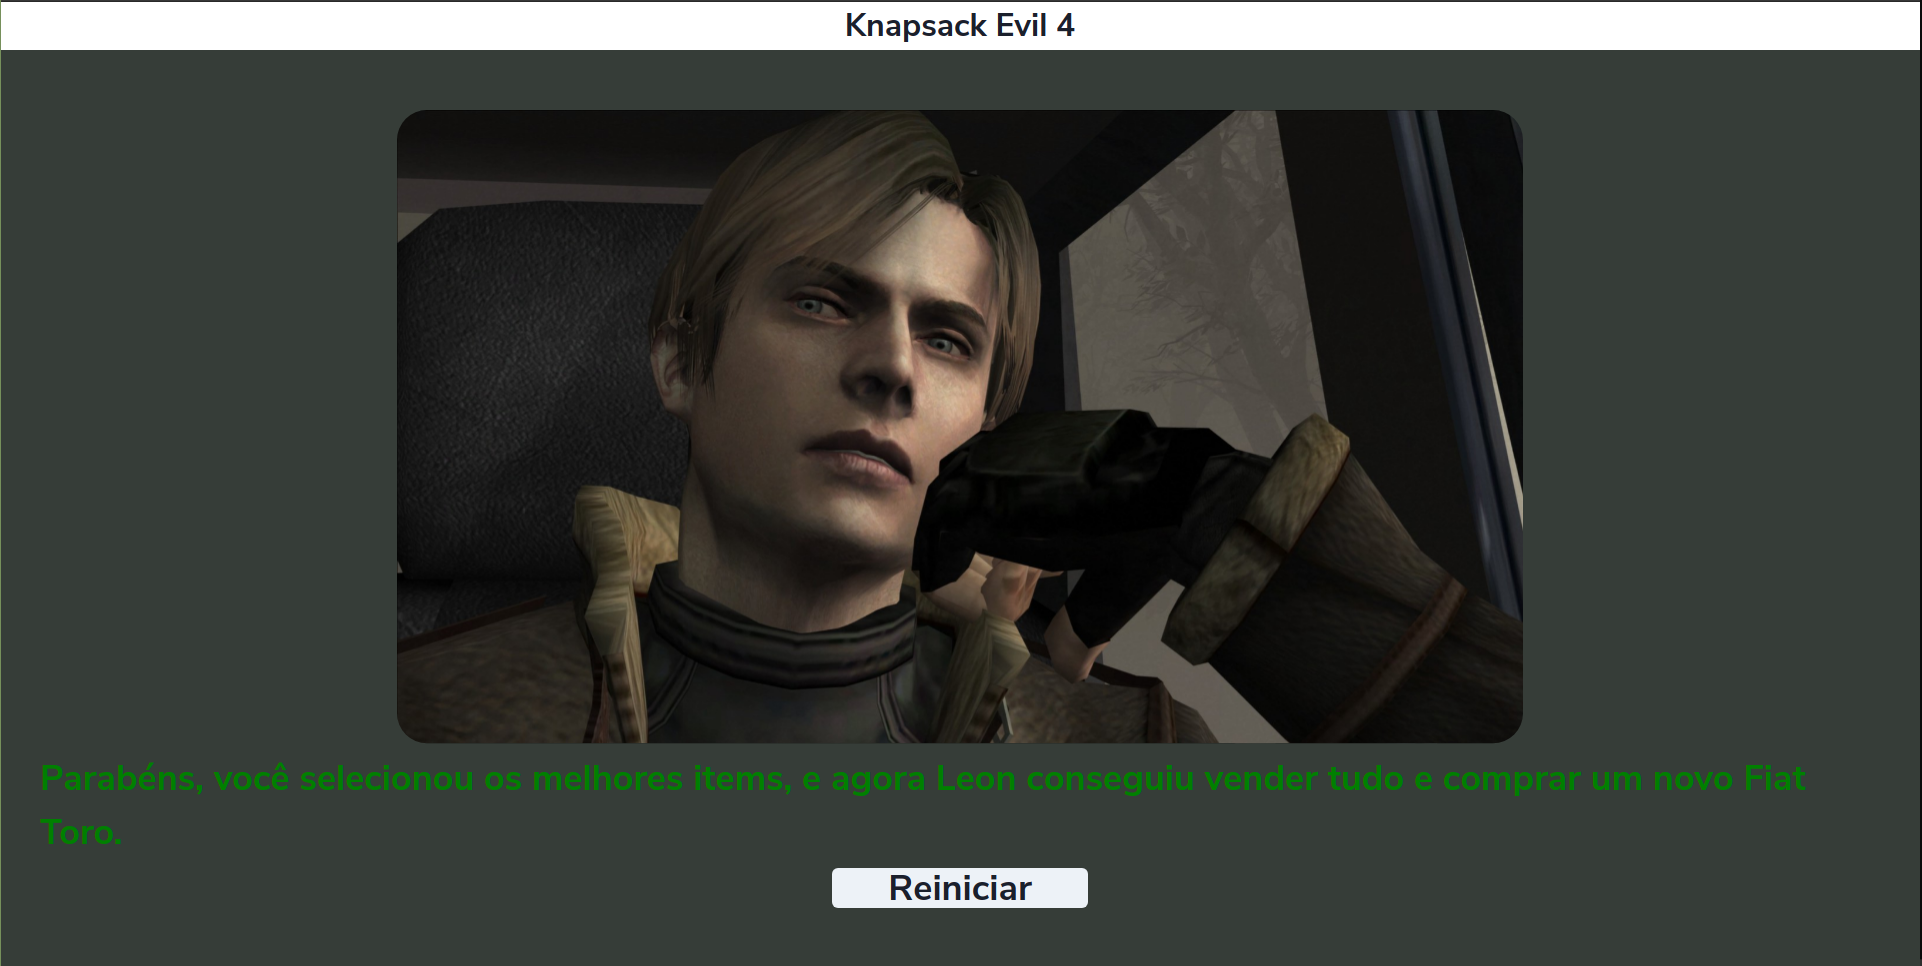 Knapsack Evil 4
Parabéns, você selecionou os melhores items, e agora Leon conseguiu vender tudo e comprar um novo Fiat
Toro.
Reiniciar